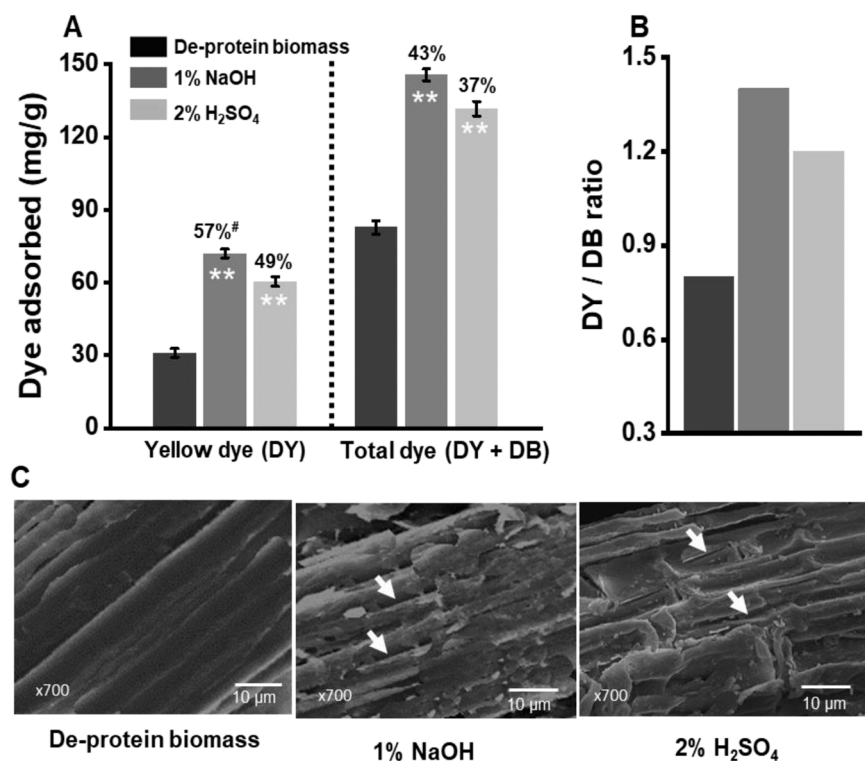 A
De-protein biomass
1% NaOH
2% H₂SO₄
Dye adsorbed (mg/g)
150
120
90
60
30
0
57%#
**
49%
**
43%
**
37%
**
Yellow dye (DY)
Total dye (DY + DB)
B
DY / DB ratio
1.5
1.2
0.9
0.6
0.3
C
x700
10 µm
x700
10 µm
x700
10 µm
De-protein biomass
1% NaOH
2% H₂SO₄